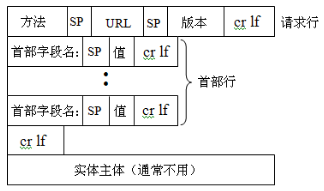 方法 SP URL SP 版本 cr lf 请求行
首部字段名: SP 值 cr lf
首部行
首部字段名: SP 值 cr lf
cr lf
实体主体（通常不用）